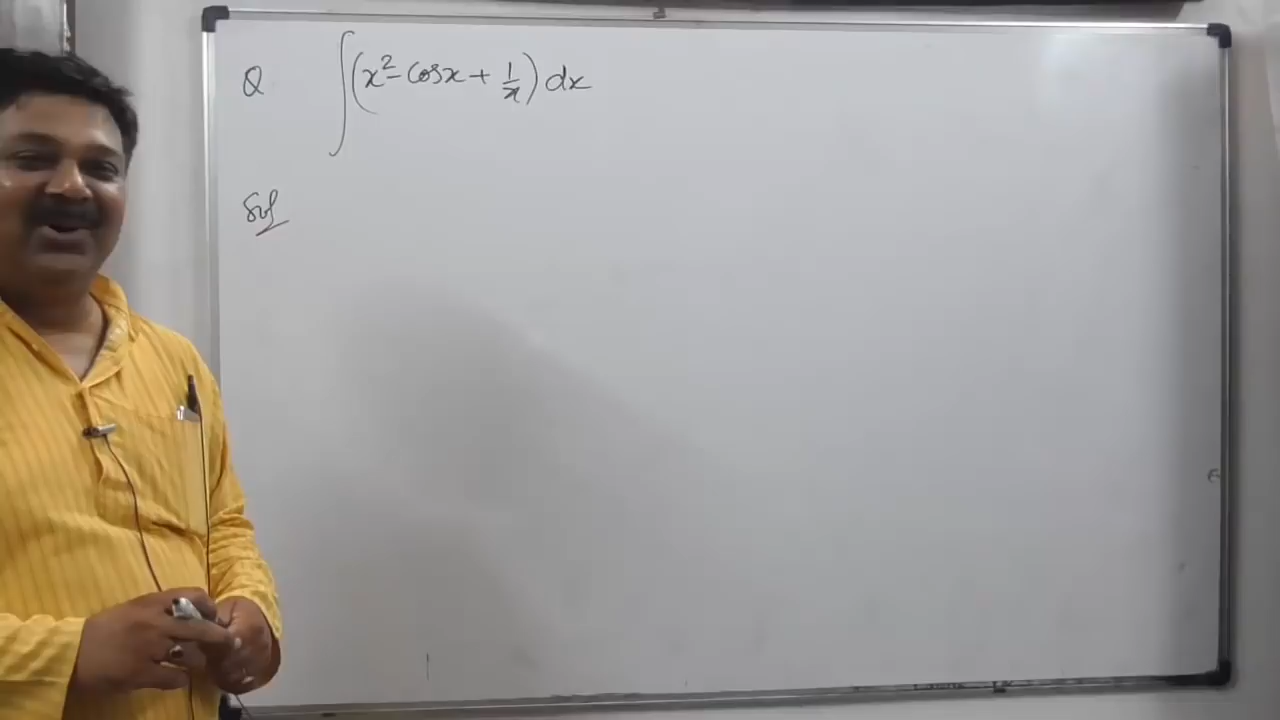 Q ∫(x² - cosx + 1/x) dx
Sol